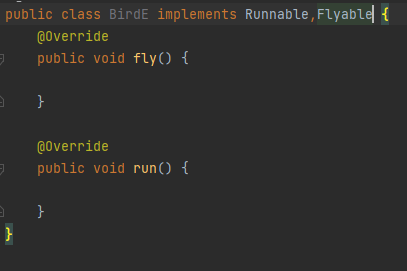 public class BirdE implements Runnable,Flyable {
    @Override
    public void fly() {
    }
    @Override
    public void run() {
    }
}